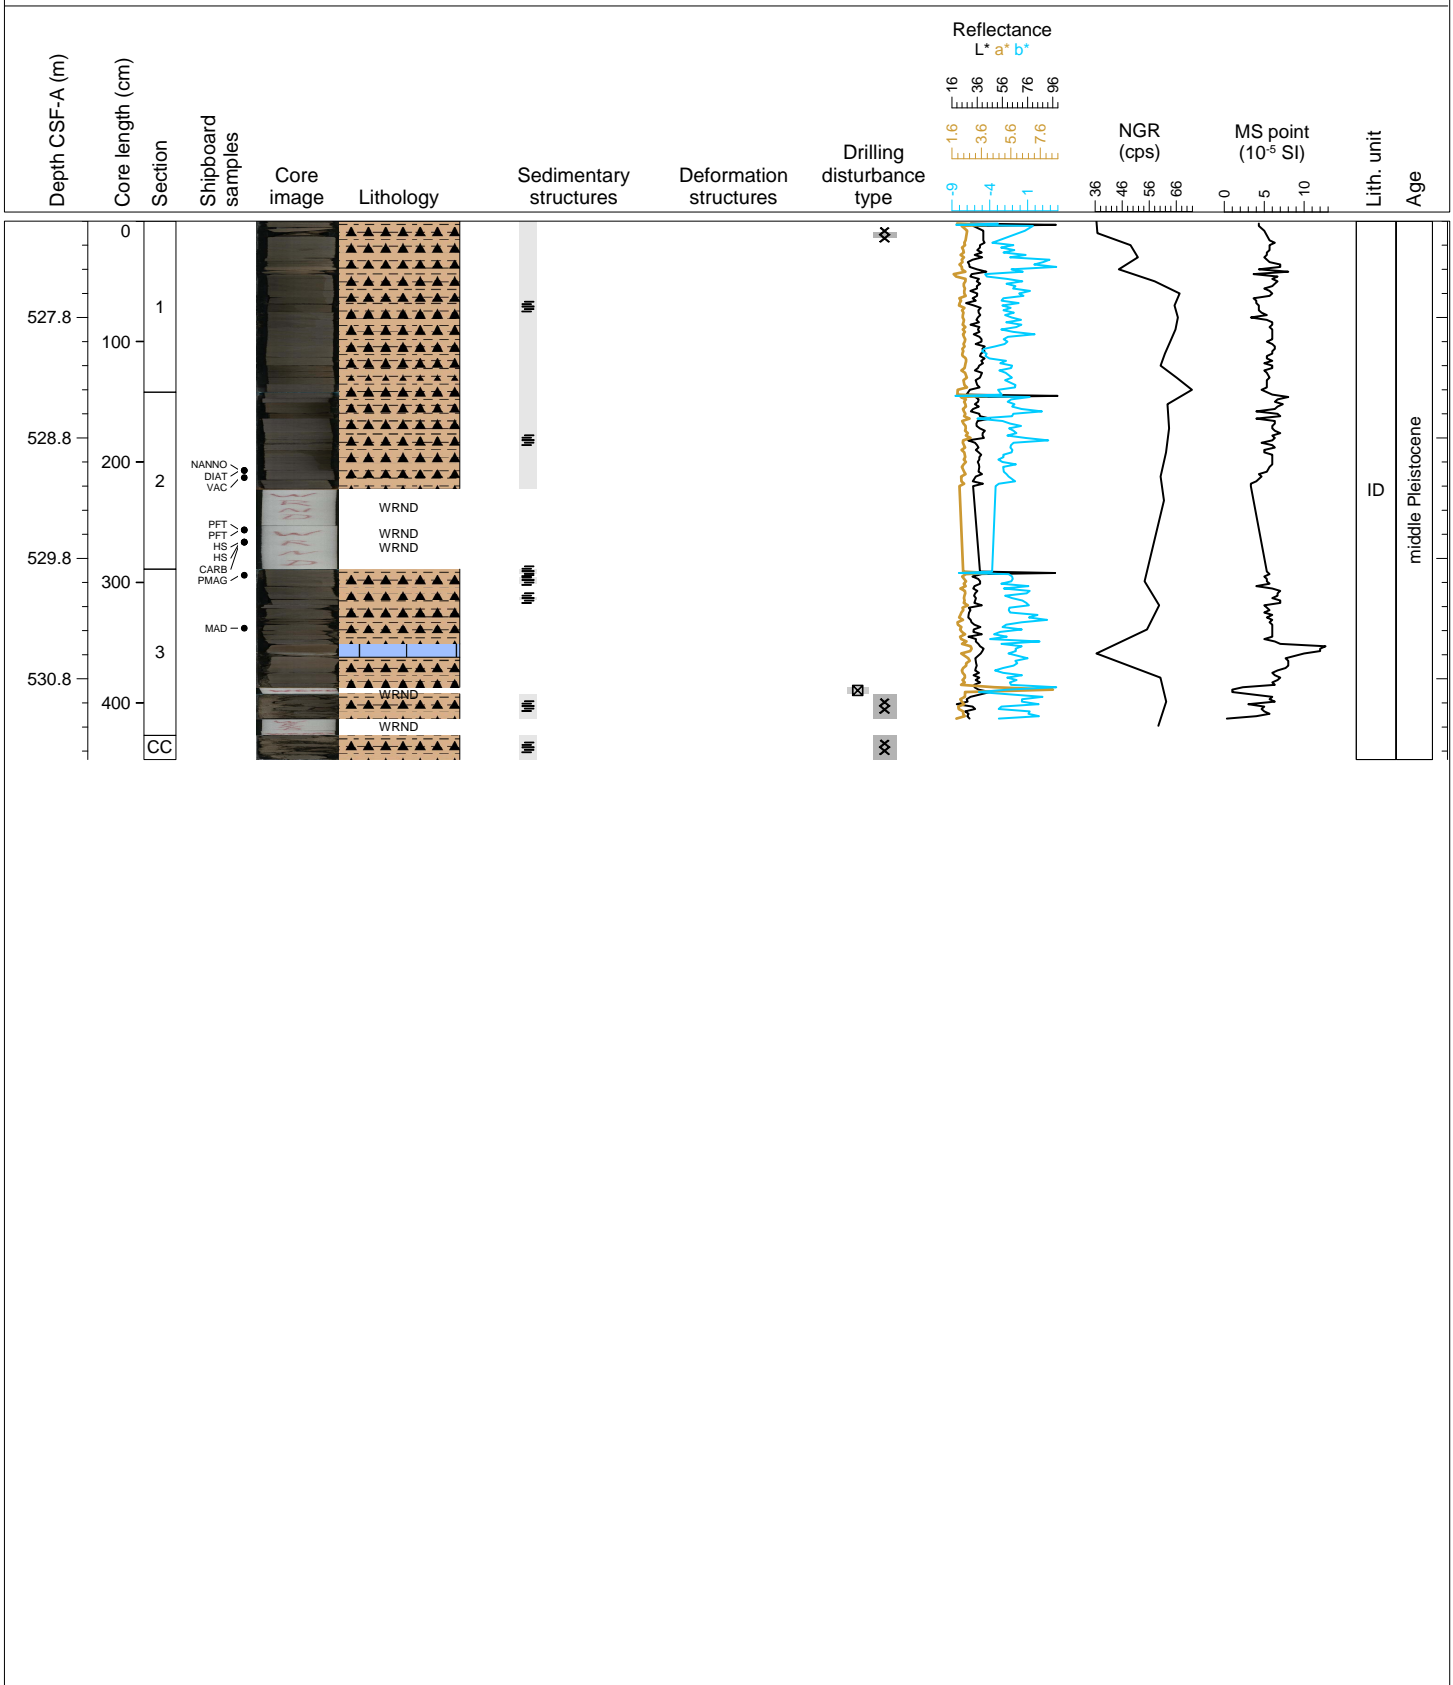 Depth CSF-A (m)
Core length (cm)
Section
Shipboard
samples
Core
image
Lithology
Sedimentary
structures
Deformation
structures
Drilling
disturbance
type
Reflectance
L* a* b*
16 36 56 76 96
1.6 3.6 5.6 7.6
-9 -4 1
NGR
(cps)
36 46 56 66
MS point
(10⁻⁵ SI)
0 5 10
Lith. unit
Age
0
1
527.8
100
528.8
200
2
NANNO
DIAT
VAC
WRND
PFT
PFT
WRND
HS
WRND
HS
529.8
CARB
300
PMAG
MAD
3
530.8
WRND
400
WRND
CC
ID
middle Pleistocene